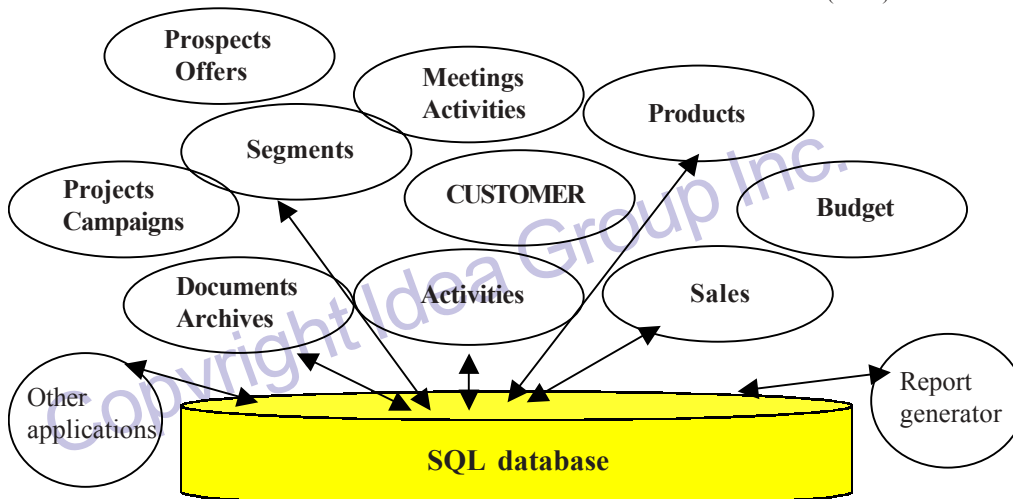 Prospects
Offers
Meetings
Activities
Products
Segments
Projects
Campaigns
CUSTOMER
Budget
Documents
Archives
Activities
Sales
Other
applications
Report
generator
SQL database
Copyright Idea Group Inc.